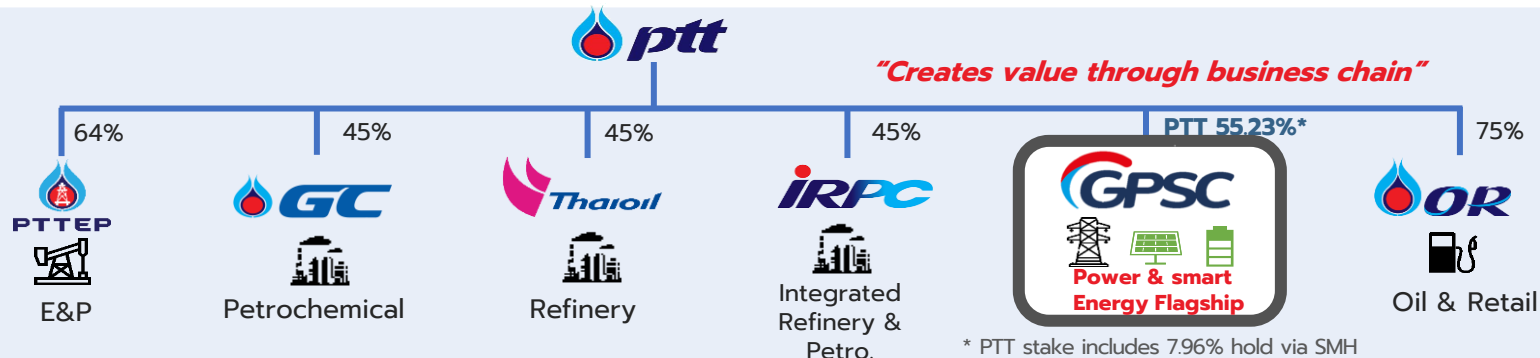 ptt
"Creates value through business chain"
64%
45%
45%
45%
PTT 55.23%*
75%
PTTEP
GC
Thaioil
IRPC
GPSC
OR
E&P
Petrochemical
Refinery
Integrated
Refinery &
Petro.
Power & smart
Energy Flagship
Oil & Retail
* PTT stake includes 7.96% hold via SMH